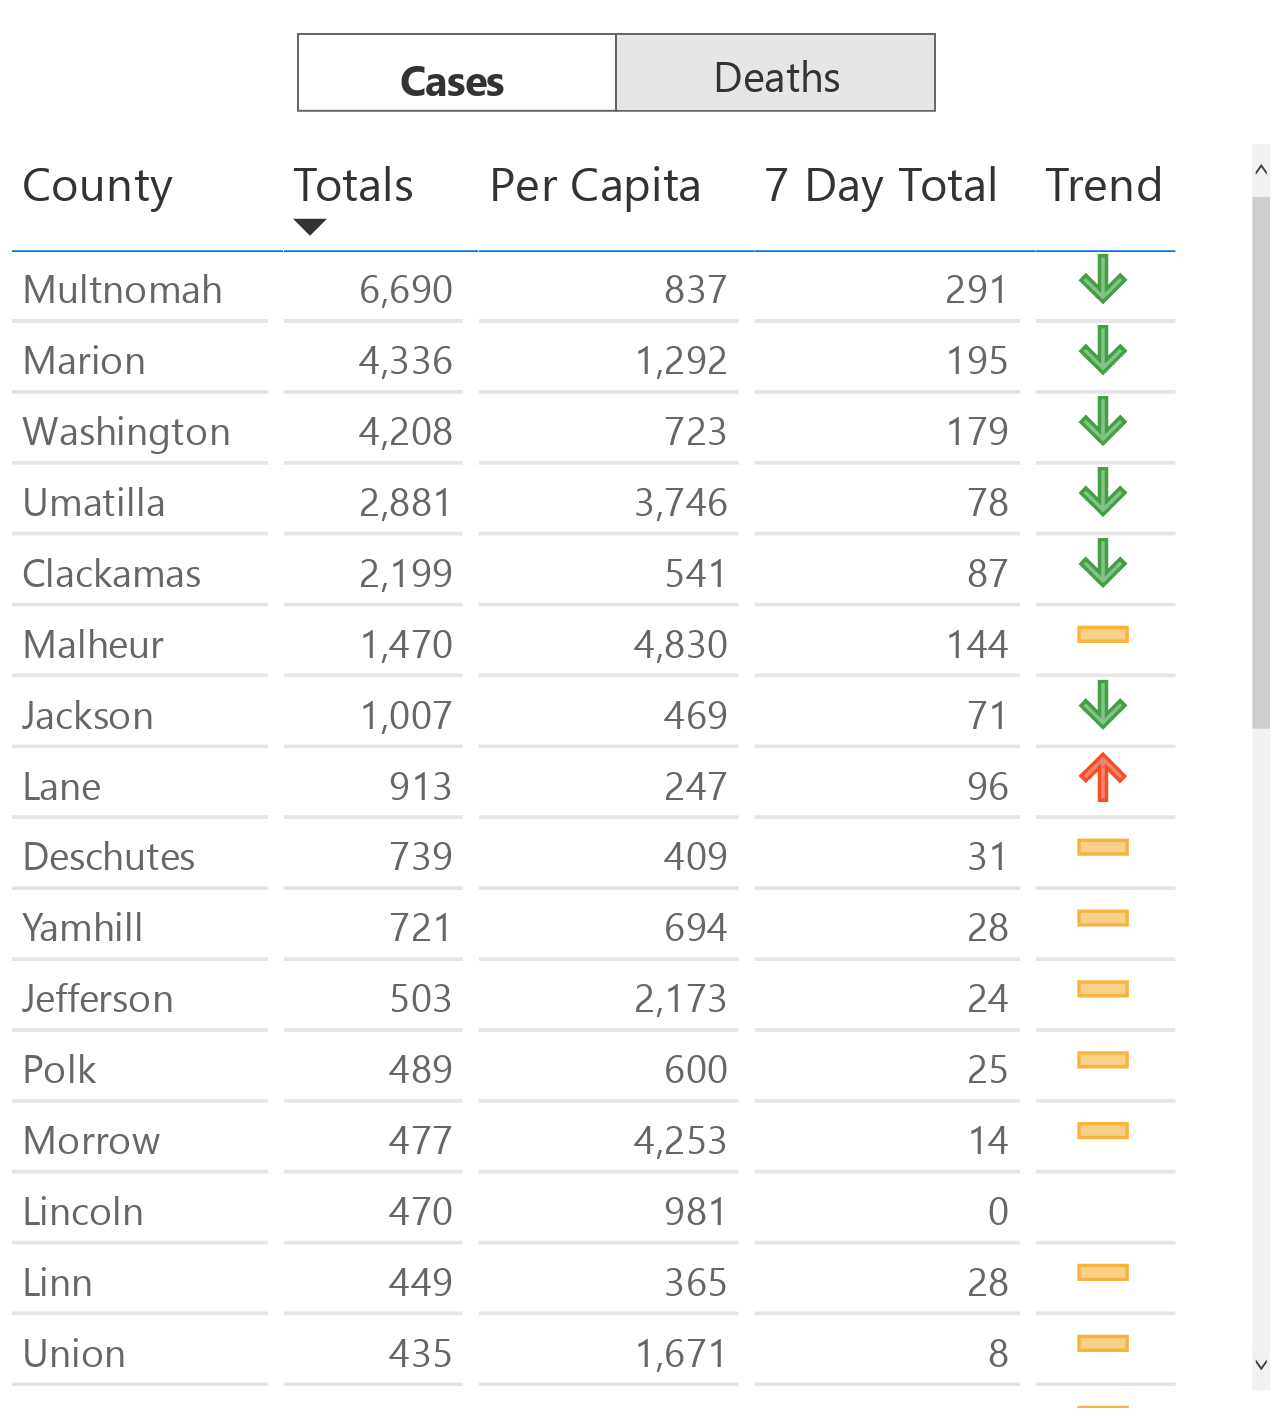 Cases Deaths
County Totals Per Capita 7 Day Total Trend
Multnomah 6,690 837 291
Marion 4,336 1,292 195
Washington 4,208 723 179
Umatilla 2,881 3,746 78
Clackamas 2,199 541 87
Malheur 1,470 4,830 144
Jackson 1,007 469 71
Lane 913 247 96
Deschutes 739 409 31
Yamhill 721 694 28
Jefferson 503 2,173 24
Polk 489 600 25
Morrow 477 4,253 14
Lincoln 470 981 0
Linn 449 365 28
Union 435 1,671 8